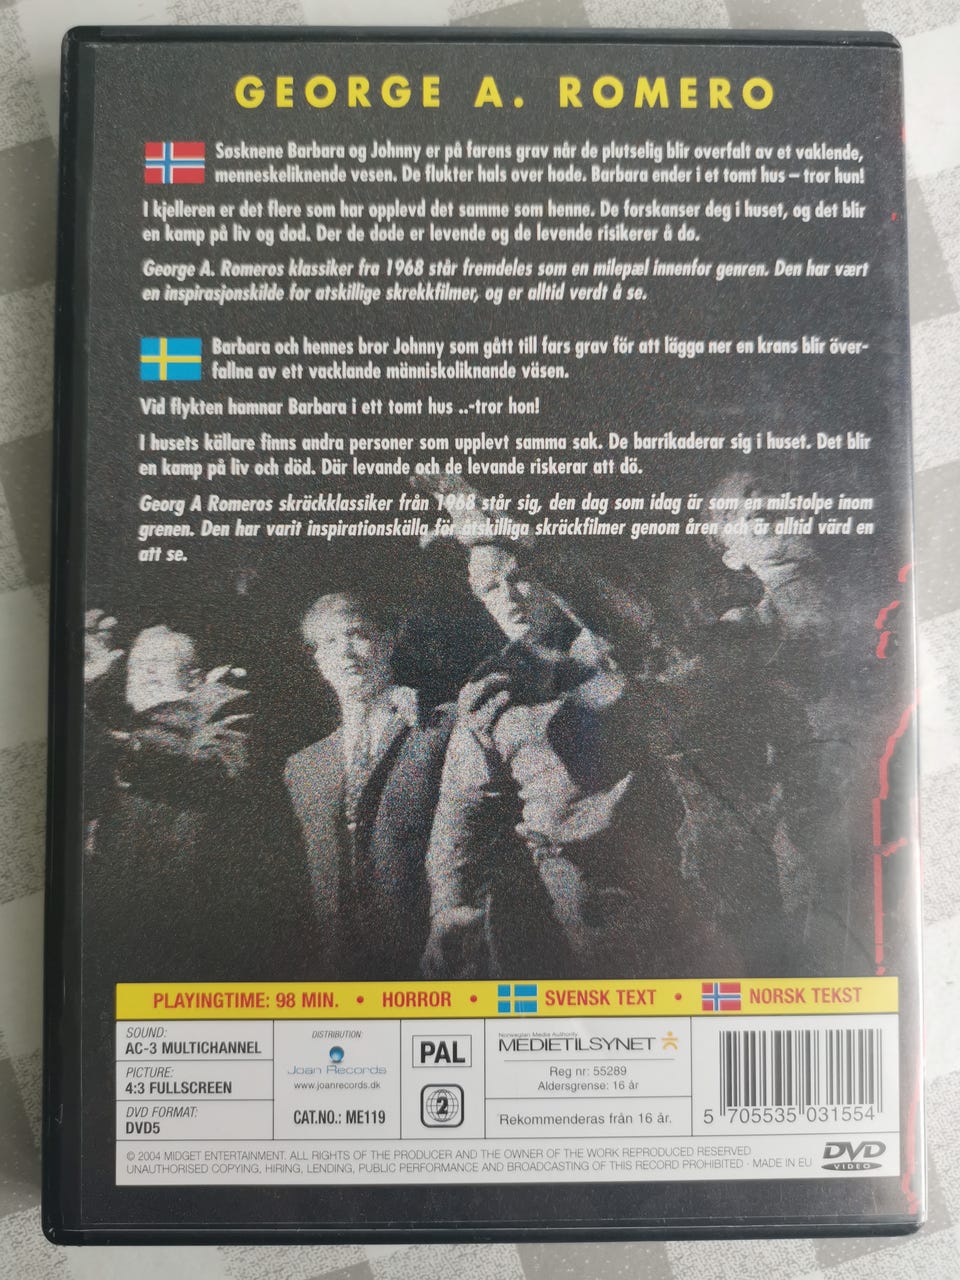 GEORGE A. ROMERO
Søsknene Barbara og Johnny er på farens grav når de plutselig blir overfalt av et vaklende,
menneskeliknende vesen. De flukter hals over hode. Barbara ender i et tomt hus – tror hun!
I kjelleren er det flere som har opplevd det samme som henne. De forskanser deg i huset, og det blir
en kamp på liv og død. Der de døde er levende og de levende risikerer å dø.
George A. Romeros klassiker fra 1968 står fremdeles som en milepæl innenfor genren. Den har vært
en inspirasjonskilde for atskillige skrekkfilmer, og er alltid verdt å se.
Barbara och hennes bror Johnny som gått till fars grav för att lägga ner en krans blir över-
fallna av ett vacklande människoliknande väsen.
Vid flykten hamnar Barbara i ett tomt hus ..-tror hon!
I husets källare finns andra personer som upplevt samma sak. De barrikaderar sig i huset. Det blir
en kamp på liv och död. Där levande och de levande riskerar att dö.
Georg A Romeros skräckklassiker från 1968 står sig, den dag som idag är som en milstolpe inom
grenen. Den har varit inspirationskälla för atskilliga skräckfilmer genom åren och är alltid värd en
att se.
PLAYINGTIME: 98 MIN. • HORROR • SVENSK TEXT • NORSK TEKST
SOUND:
AC-3 MULTICHANNEL
PICTURE:
4:3 FULLSCREEN
DVD FORMAT:
DVD5
DISTRIBUTION:
Joan Records
www.joanrecords.dk
CAT.NO.: ME119
PAL
2
Norwegian Media Authority
MEDIETILSYNET
Reg nr: 55289
Aldersgrense: 16 år
Rekommenderas från 16 år.
5 705535 031554
© 2004 MIDGET ENTERTAINMENT. ALL RIGHTS OF THE PRODUCER AND THE OWNER OF THE WORK REPRODUCED RESERVED
UNAUTHORISED COPYING, HIRING, LENDING, PUBLIC PERFORMANCE AND BROADCASTING OF THIS RECORD PROHIBITED · MADE IN EU
DVD
VIDEO